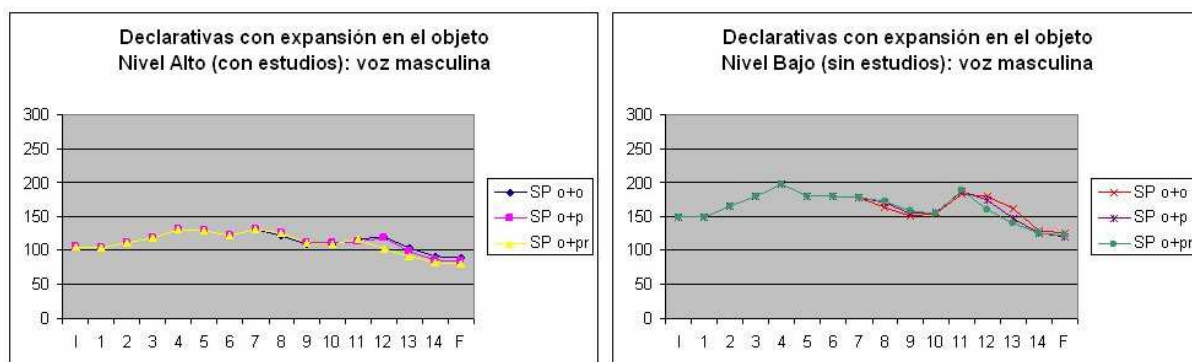 Declarativas con expansión en el objeto
Nivel Alto (con estudios): voz masculina
300
250
200
150
100
50
0
I 1 2 3 4 5 6 7 8 9 10 11 12 13 14 F
SP o+o
SP o+p
SP o+pr
Declarativas con expansión en el objeto
Nivel Bajo (sin estudios): voz masculina
300
250
200
150
100
50
0
I 1 2 3 4 5 6 7 8 9 10 11 12 13 14 F
SP o+o
SP o+p
SP o+pr